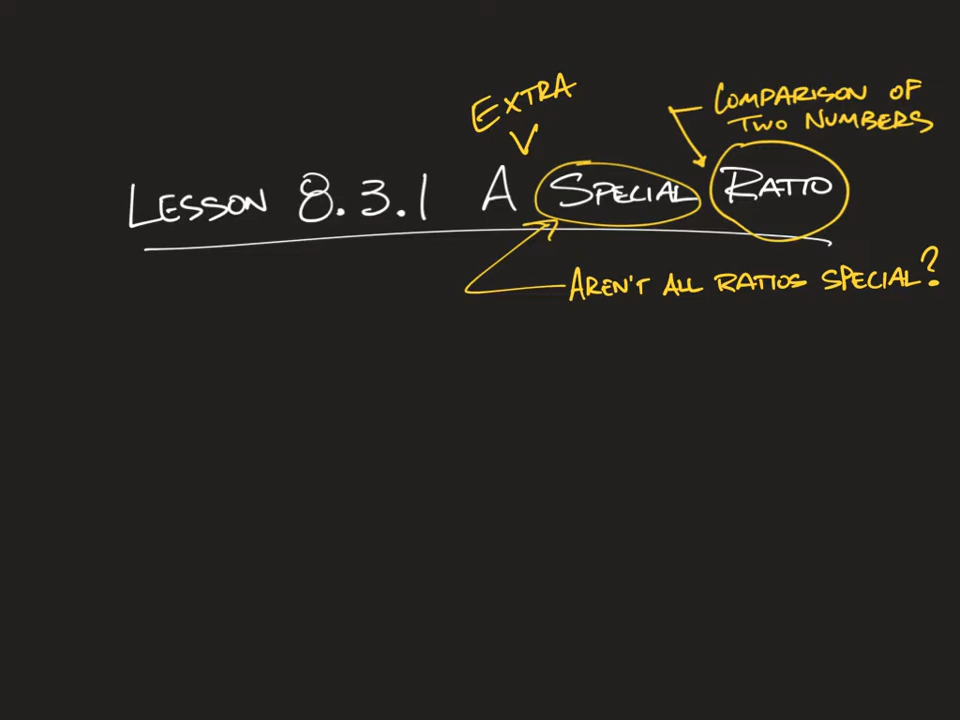 EXTRA
COMPARISON OF
TWO NUMBERS
LESSON 8.3.1 A SPECIAL RATIO
AREN'T ALL RATIOS SPECIAL?